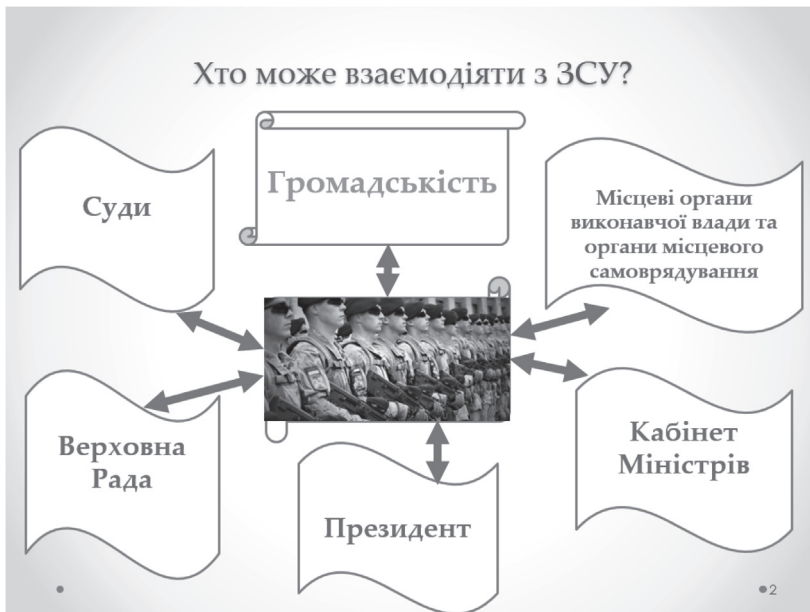 Хто може взаємодіяти з ЗСУ?
Громадськість
Суди
Місцеві органи
виконавчої влади та
органи місцевого
самоврядування
Верховна
Рада
Президент
Кабінет
Міністрів
2